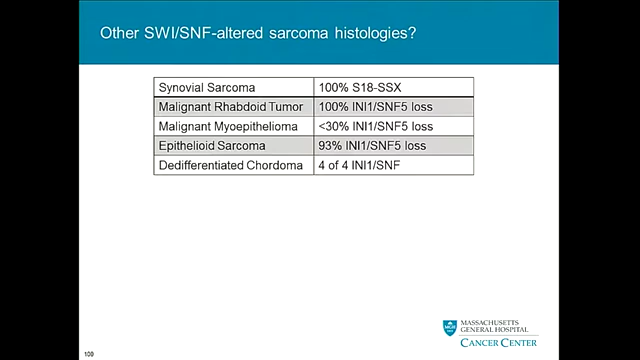 Other SWI/SNF-altered sarcoma histologies?
Synovial Sarcoma 100% S18-SSX
Malignant Rhabdoid Tumor 100% INI1/SNF5 loss
Malignant Myoepithelioma <30% INI1/SNF5 loss
Epithelioid Sarcoma 93% INI1/SNF5 loss
Dedifferentiated Chordoma 4 of 4 INI1/SNF
MASSACHUSETTS
GENERAL HOSPITAL
CANCER CENTER